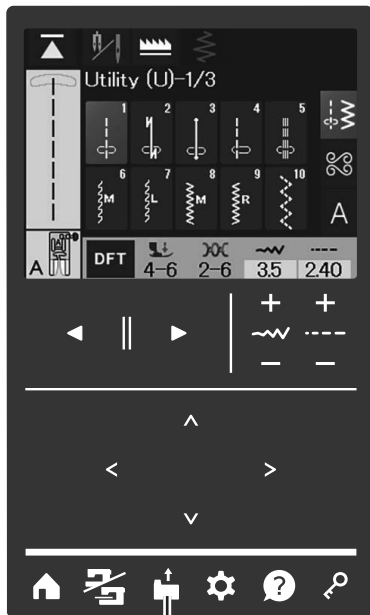 Utility (U)-1/3
1 2 3 4 5
6 7 8 9 10
M L M R
A
A DFT 4-6 2-6 3.5 2.40
+ +
- -
?